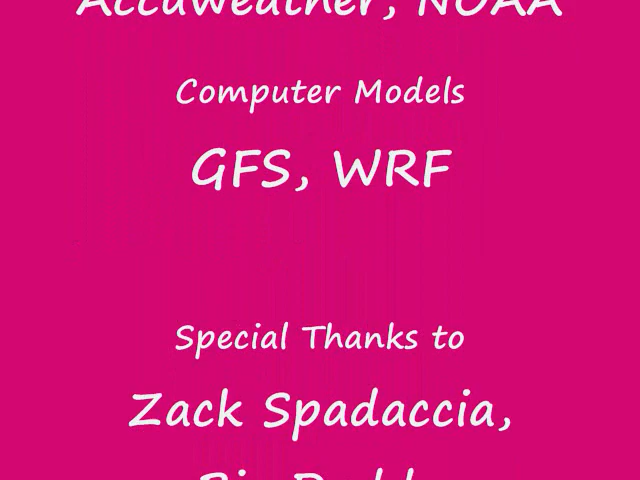 Accuweather, NOAA
Computer Models
GFS, WRF
Special Thanks to
Zack Spadaccia,